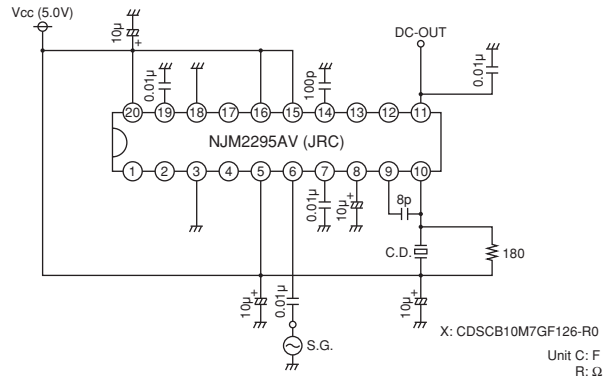 Vcc (5.0V)
10µ
+
DC-OUT
0.01µ
100p
0.01µ
20 19 18 17 16 15 14 13 12 11
NJM2295AV (JRC)
1 2 3 4 5 6 7 8 9 10
0.01µ
10µ
+
8p
C.D.
180
10µ
+
0.01µ
10µ
+
S.G.
X: CDSCB10M7GF126-R0
Unit C: F
R: Ω